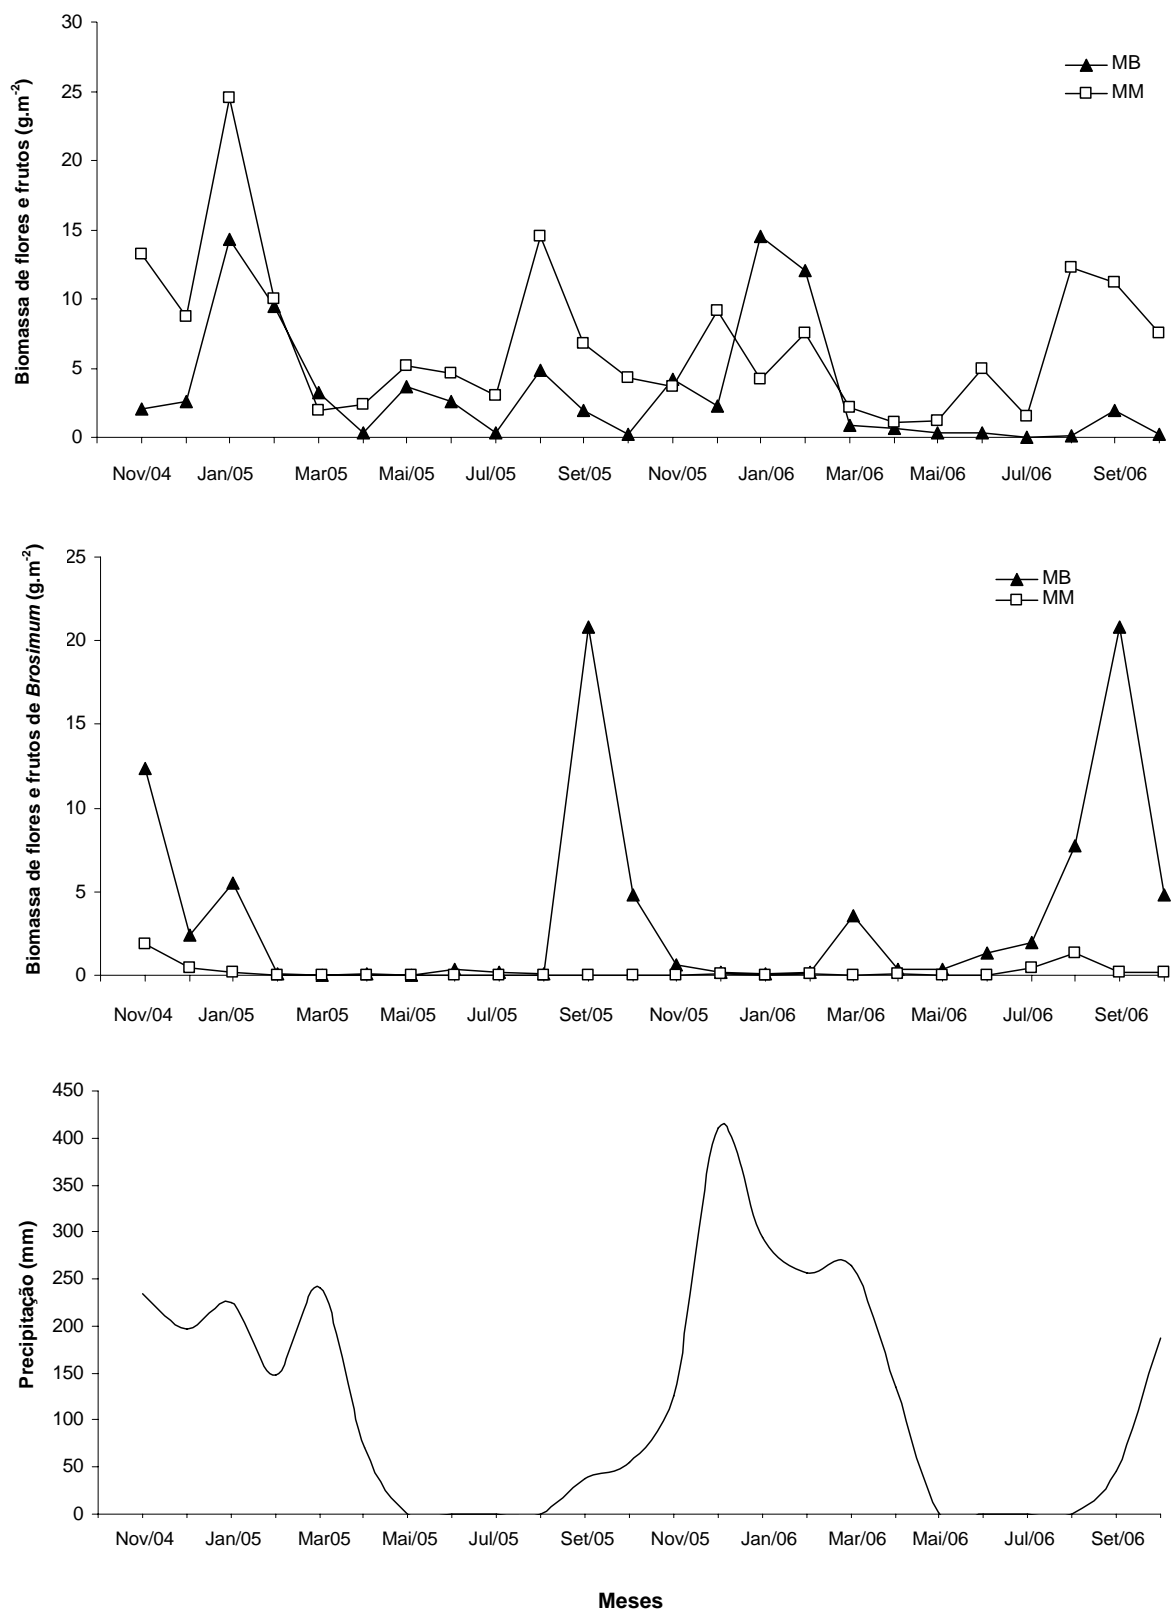 Biomassa de flores e frutos (g.m⁻²)
30
25
20
15
10
5
0
MB
MM
Nov/04 Jan/05 Mar05 Mai/05 Jul/05 Set/05 Nov/05 Jan/06 Mar/06 Mai/06 Jul/06 Set/06
Biomassa de flores e frutos de Brosimum (g.m⁻²)
25
20
15
10
5
0
MB
MM
Nov/04 Jan/05 Mar05 Mai/05 Jul/05 Set/05 Nov/05 Jan/06 Mar/06 Mai/06 Jul/06 Set/06
Precipitação (mm)
450
400
350
300
250
200
150
100
50
0
Nov/04 Jan/05 Mar/05 Mai/05 Jul/05 Set/05 Nov/05 Jan/06 Mar/06 Mai/06 Jul/06 Set/06
Meses